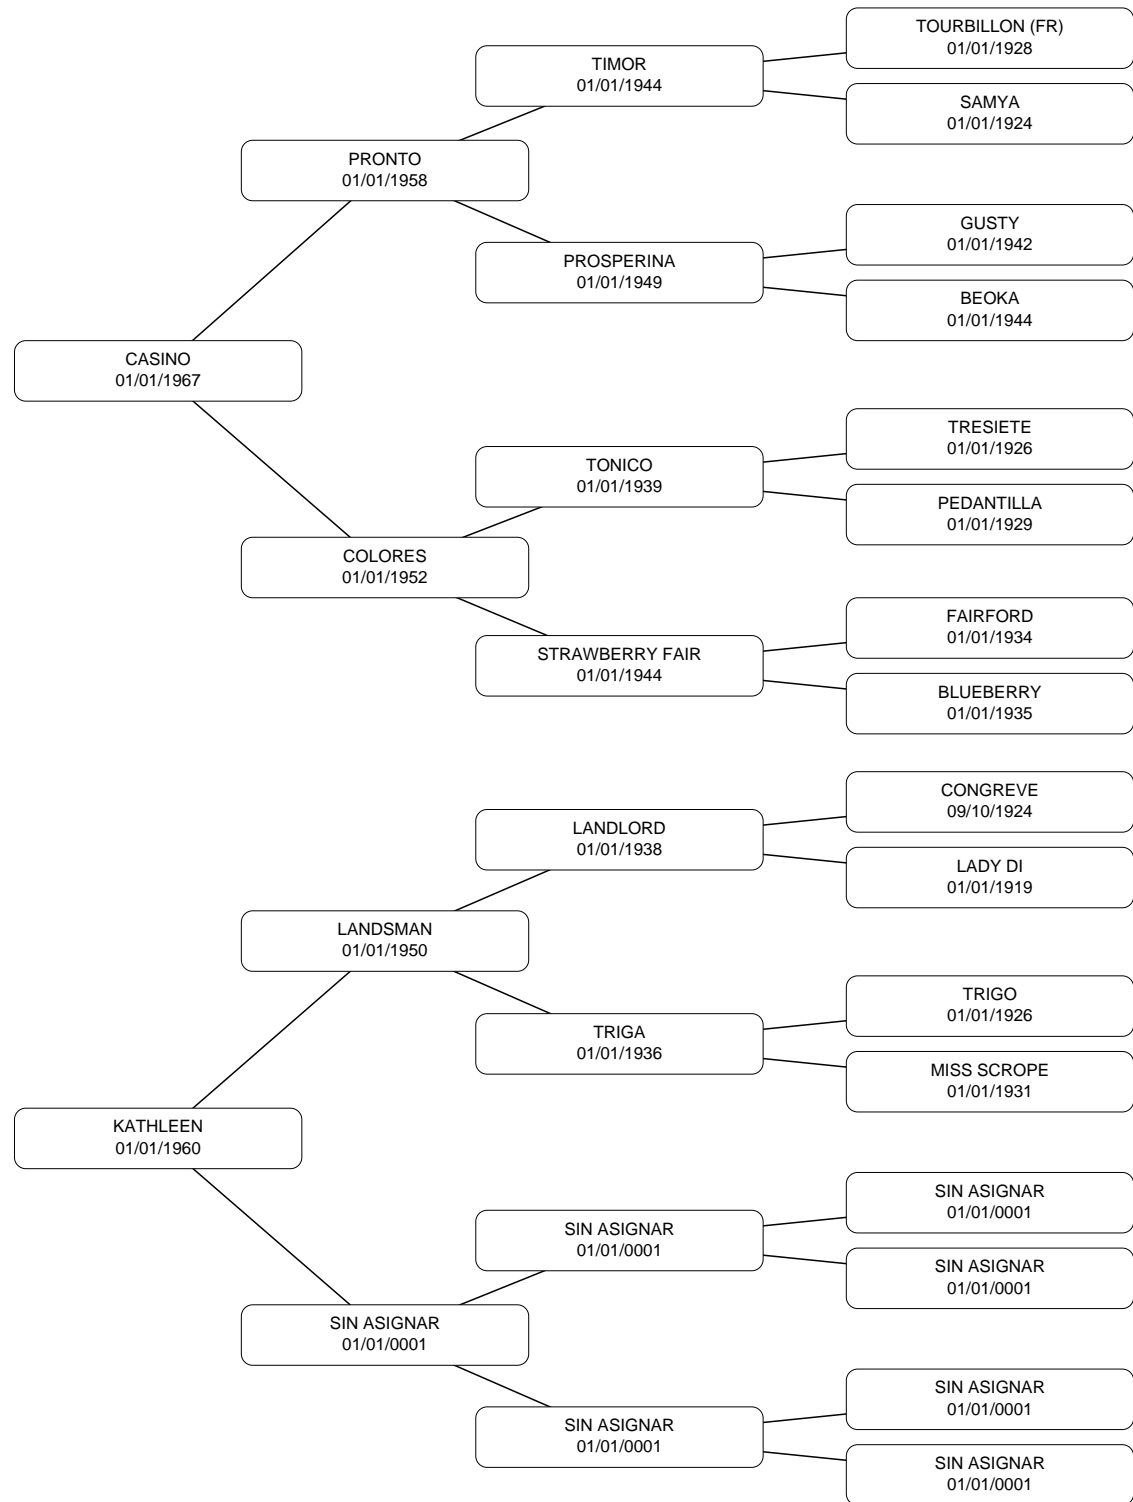 TOURBILLON (FR)
01/01/1928
TIMOR
01/01/1944
SAMYA
01/01/1924
PRONTO
01/01/1958
GUSTY
01/01/1942
PROSPERINA
01/01/1949
BEOKA
01/01/1944
CASINO
01/01/1967
TRESIETE
01/01/1926
TONICO
01/01/1939
PEDANTILLA
01/01/1929
COLORES
01/01/1952
FAIRFORD
01/01/1934
STRAWBERRY FAIR
01/01/1944
BLUEBERRY
01/01/1935
CONGREVE
09/10/1924
LANDLORD
01/01/1938
LADY DI
01/01/1919
LANDSMAN
01/01/1950
TRIGO
01/01/1926
TRIGA
01/01/1936
MISS SCROPE
01/01/1931
KATHLEEN
01/01/1960
SIN ASIGNAR
01/01/0001
SIN ASIGNAR
01/01/0001
SIN ASIGNAR
01/01/0001
SIN ASIGNAR
01/01/0001
SIN ASIGNAR
01/01/0001
SIN ASIGNAR
01/01/0001
SIN ASIGNAR
01/01/0001